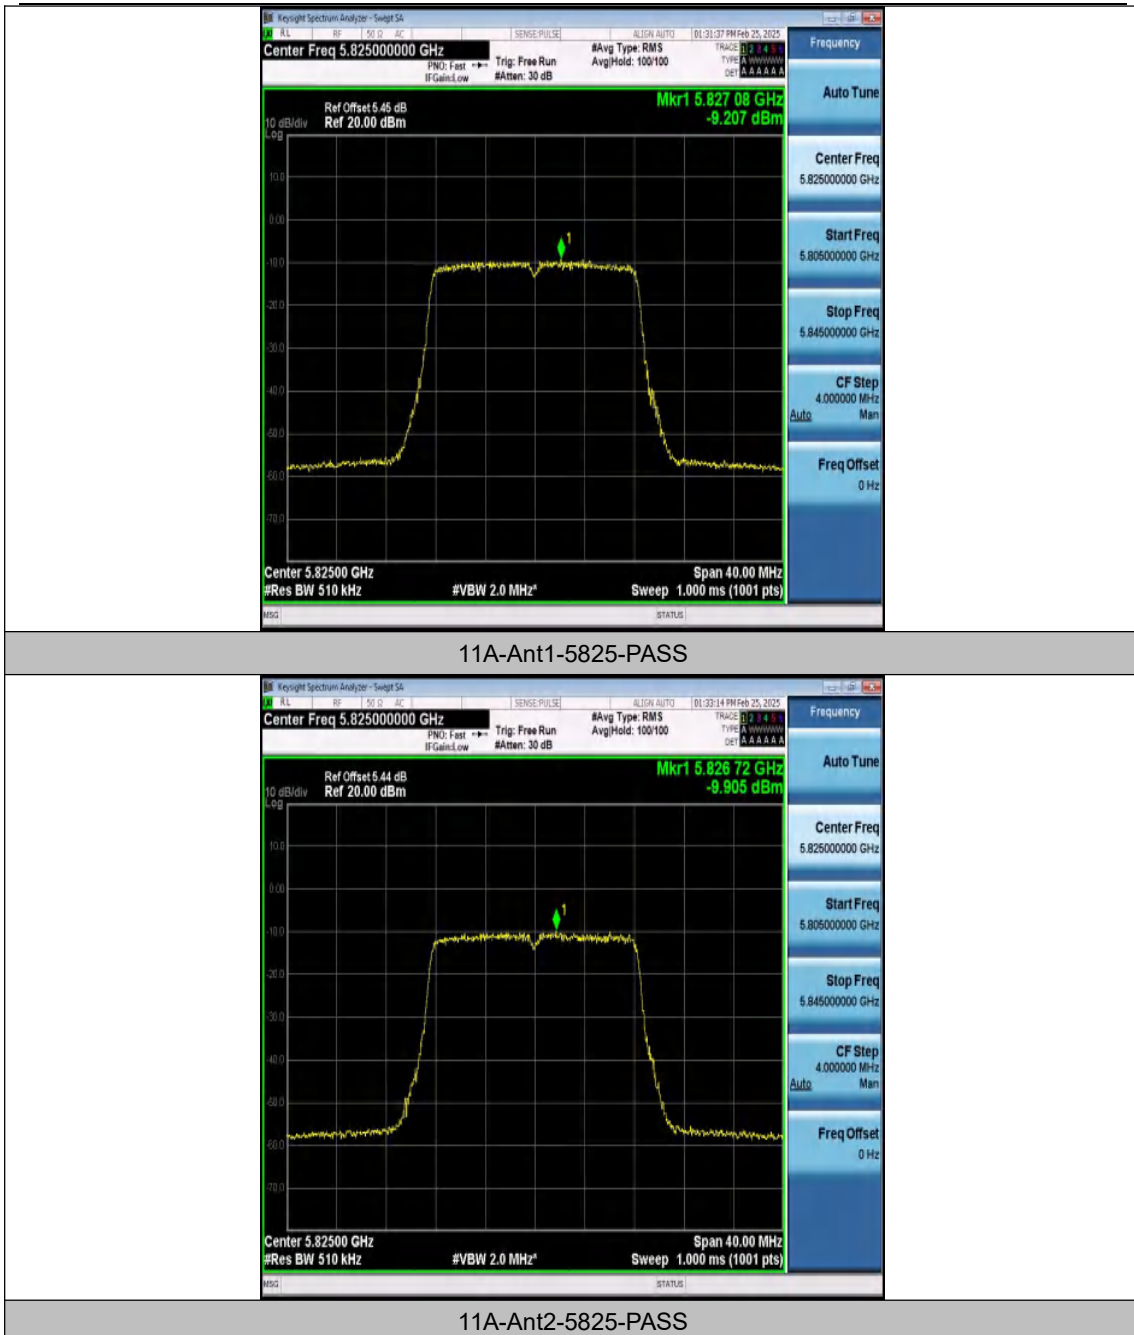 Keysight Spectrum Analyzer - Swept SA
RL RF 50 Ω AC SENSE:PULSE ALIGN AUTO 01:31:37 PM Feb 25, 2025
Center Freq 5.825000000 GHz #Avg Type: RMS TRACE 1 2 3 4 5 6
PNO: Fast Trig: Free Run Avg|Hold: 100/100 TYPE A WWWWW
IFGain:Low #Atten: 30 dB DET A A A A A A
Frequency
Auto Tune
Mkr1 5.827 08 GHz
-9.207 dBm
Ref Offset 5.45 dB
10 dB/div Ref 20.00 dBm
Log
10.0
0.00
-10.0
-20.0
-30.0
-40.0
-50.0
-60.0
-70.0
1
Center Freq
5.825000000 GHz
Start Freq
5.805000000 GHz
Stop Freq
5.845000000 GHz
CF Step
4.000000 MHz
Auto Man
Freq Offset
0 Hz
Center 5.82500 GHz Span 40.00 MHz
#Res BW 510 kHz #VBW 2.0 MHz* Sweep 1.000 ms (1001 pts)
MSG STATUS
11A-Ant1-5825-PASS
Keysight Spectrum Analyzer - Swept SA
RL RF 50 Ω AC SENSE:PULSE ALIGN AUTO 01:33:14 PM Feb 25, 2025
Center Freq 5.825000000 GHz #Avg Type: RMS TRACE 1 2 3 4 5 6
PNO: Fast Trig: Free Run Avg|Hold: 100/100 TYPE A WWWWW
IFGain:Low #Atten: 30 dB DET A A A A A A
Frequency
Auto Tune
Mkr1 5.826 72 GHz
-9.905 dBm
Ref Offset 5.44 dB
10 dB/div Ref 20.00 dBm
Log
10.0
0.00
-10.0
-20.0
-30.0
-40.0
-50.0
-60.0
-70.0
1
Center Freq
5.825000000 GHz
Start Freq
5.805000000 GHz
Stop Freq
5.845000000 GHz
CF Step
4.000000 MHz
Auto Man
Freq Offset
0 Hz
Center 5.82500 GHz Span 40.00 MHz
#Res BW 510 kHz #VBW 2.0 MHz* Sweep 1.000 ms (1001 pts)
MSG STATUS
11A-Ant2-5825-PASS